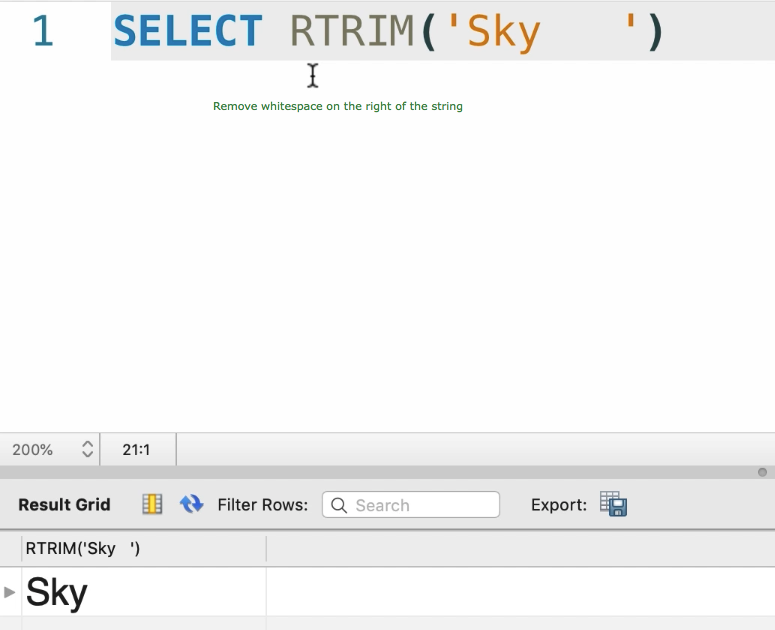 1 SELECT RTRIM('Sky   ')
Remove whitespace on the right of the string
200% 21:1
Result Grid Filter Rows: Search Export:
RTRIM('Sky   ')
Sky